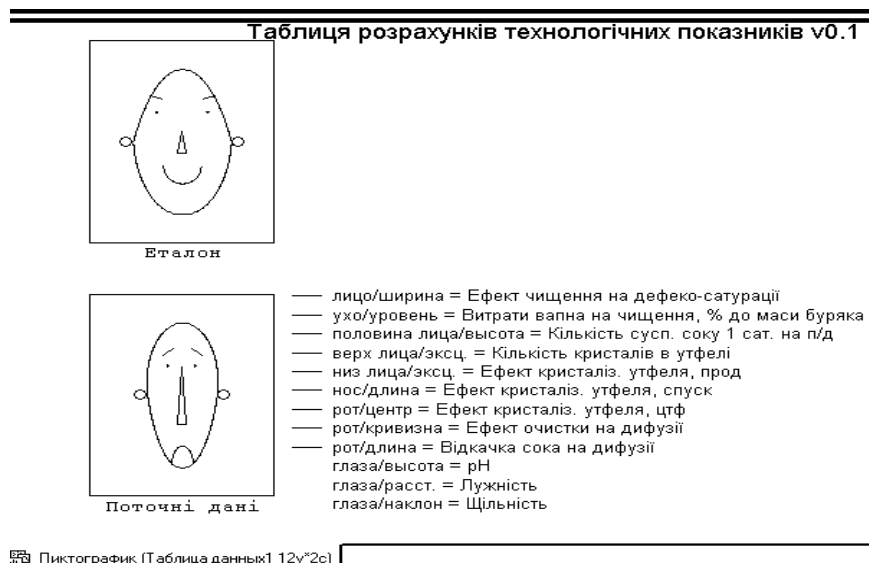 Таблиця розрахунків технологічних показників v0.1
Еталон
лицо/ширина = Ефект чищення на дефеко-сатурації
ухо/уровень = Витрати вапна на чищення, % до маси буряка
половина лица/высота = Кількість сусп. соку 1 сат. на п/д
верх лица/эксц. = Кількість кристалів в утфелі
низ лица/эксц. = Ефект кристаліз. утфеля, прод
нос/длина = Ефект кристаліз. утфеля, спуск
рот/центр = Ефект кристаліз. утфеля, цтф
рот/кривизна = Ефект очистки на дифузії
рот/длина = Відкачка сока на дифузії
глаза/высота = pH
глаза/расст. = Лужність
глаза/наклон = Щільність
Поточні дані
Пиктографик (Таблица данных1 12v*2c)